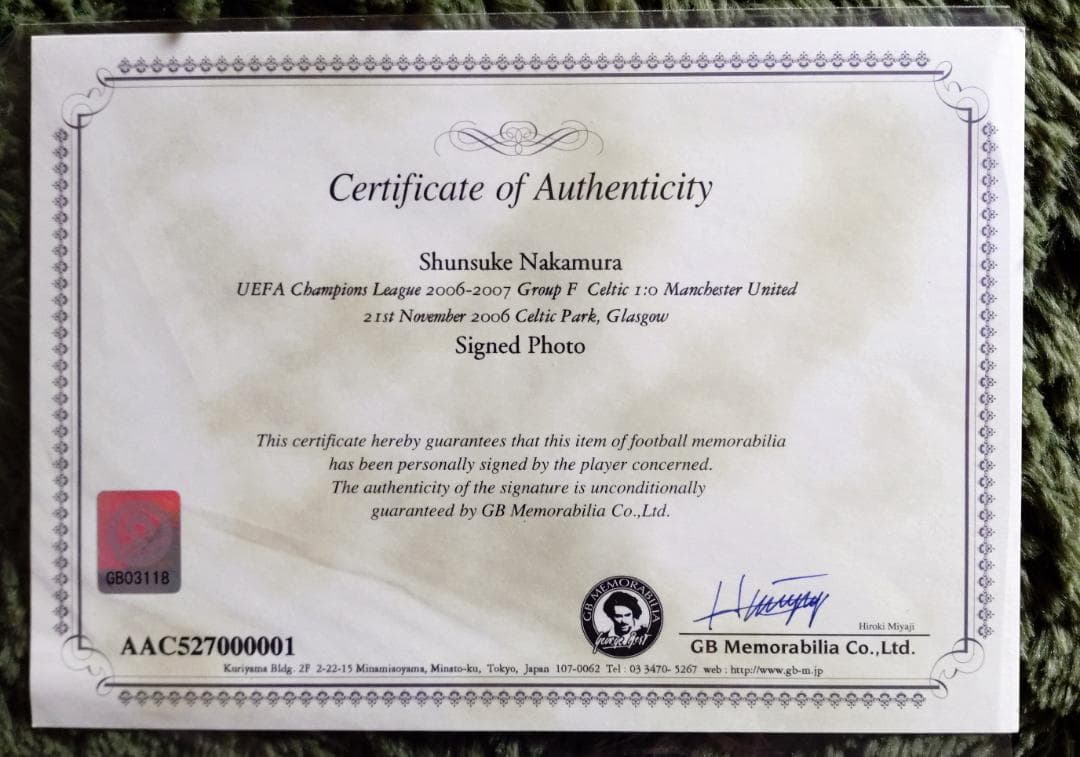 Certificate of Authenticity
Shunsuke Nakamura
UEFA Champions League 2006-2007 Group F Celtic 1:0 Manchester United
21st November 2006 Celtic Park, Glasgow
Signed Photo
This certificate hereby guarantees that this item of football memorabilia
has been personally signed by the player concerned.
The authenticity of the signature is unconditionally
guaranteed by GB Memorabilia Co.,Ltd.
GB03118
GB MEMORABILIA
George Best
Hiroki Miyaji
AAC527000001
GB Memorabilia Co.,Ltd.
Kuriyama Bldg. 2F 2-22-15 Minamiaoyama, Minato-ku, Tokyo, Japan 107-0062 Tel : 03 3470- 5267 web : http://www.gb-m.jp